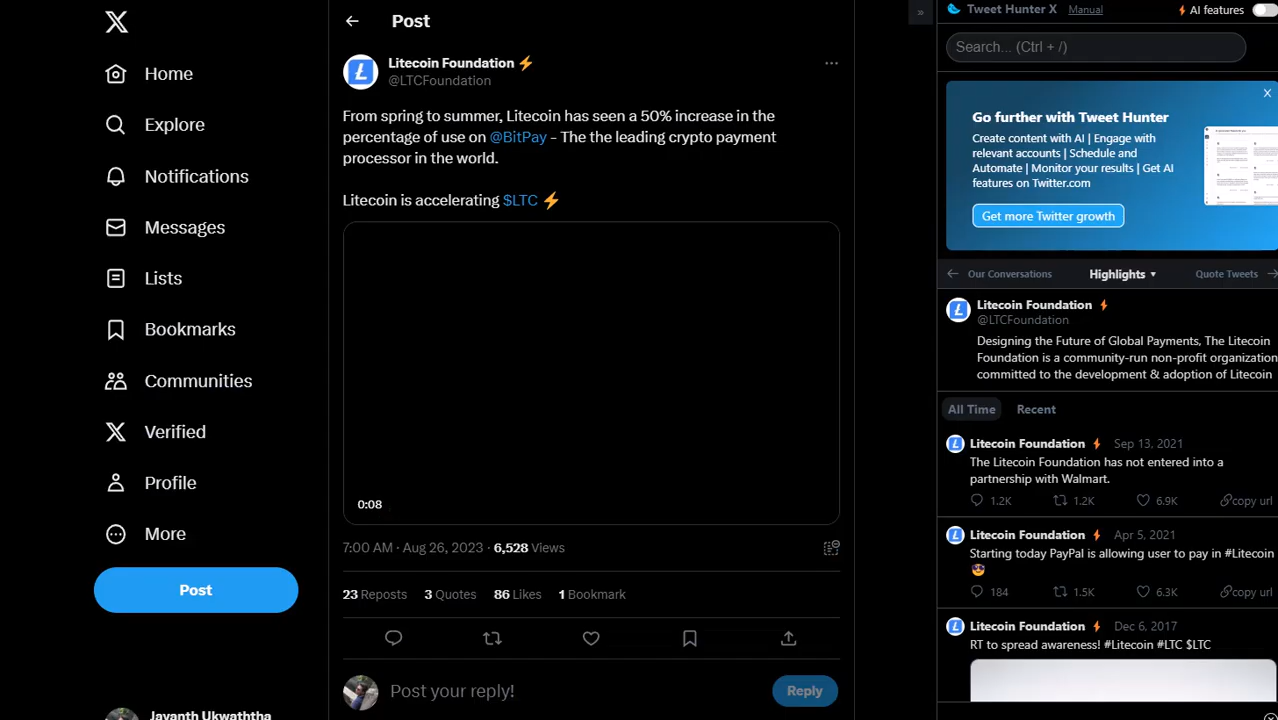 Home
Explore
Notifications
Messages
Lists
Bookmarks
Communities
Verified
Profile
More
Post
Jayanth Ukwaththa
Post
Litecoin Foundation ⚡
@LTCFoundation
From spring to summer, Litecoin has seen a 50% increase in the
percentage of use on @BitPay - The the leading crypto payment
processor in the world.
Litecoin is accelerating $LTC ⚡
0:08
7:00 AM · Aug 26, 2023 · 6,528 Views
23 Reposts 3 Quotes 86 Likes 1 Bookmark
Post your reply!
Reply
»
Tweet Hunter X Manual ⚡ AI features
Search... (Ctrl + /)
X
Go further with Tweet Hunter
Create content with AI | Engage with
relevant accounts | Schedule and
Automate | Monitor your results | Get AI
features on Twitter.com
Get more Twitter growth
← Our Conversations Highlights ▼ Quote Tweets →
Litecoin Foundation ⚡
@LTCFoundation
Designing the Future of Global Payments, The Litecoin
Foundation is a community-run non-profit organization
committed to the development & adoption of Litecoin
All Time Recent
Litecoin Foundation ⚡ Sep 13, 2021
The Litecoin Foundation has not entered into a
partnership with Walmart.
1.2K 1.2K 6.9K copy url
Litecoin Foundation ⚡ Apr 5, 2021
Starting today PayPal is allowing user to pay in #Litecoin
😎
184 1.5K 6.3K copy url
Litecoin Foundation ⚡ Dec 6, 2017
RT to spread awareness! #Litecoin #LTC $LTC